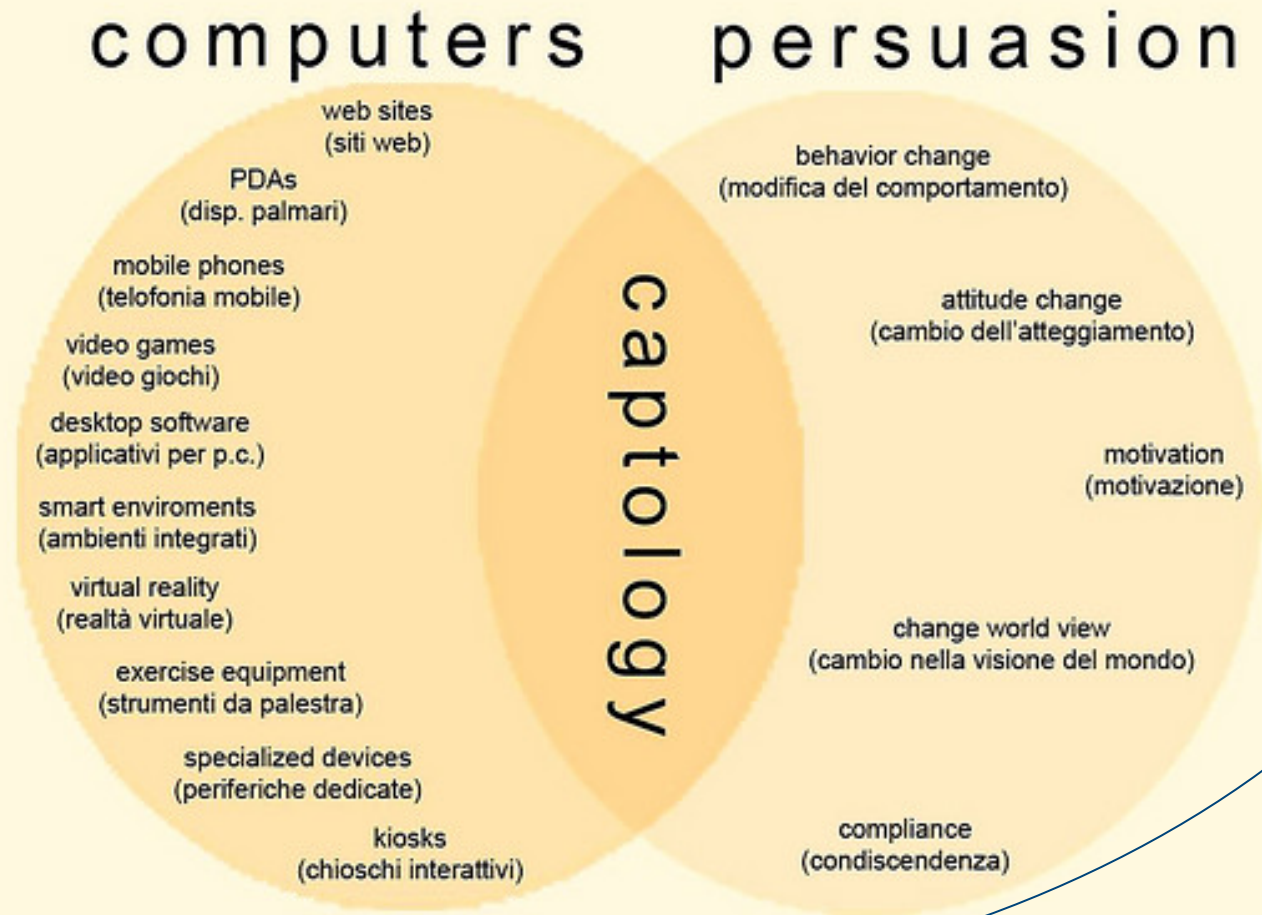 computers
persuasion
web sites
(siti web)
PDAs
(disp. palmari)
mobile phones
(telofonia mobile)
video games
(video giochi)
desktop software
(applicativi per p.c.)
smart enviroments
(ambienti integrati)
virtual reality
(realtà virtuale)
exercise equipment
(strumenti da palestra)
specialized devices
(periferiche dedicate)
kiosks
(chioschi interattivi)
captology
behavior change
(modifica del comportamento)
attitude change
(cambio dell'atteggiamento)
motivation
(motivazione)
change world view
(cambio nella visione del mondo)
compliance
(condiscendenza)